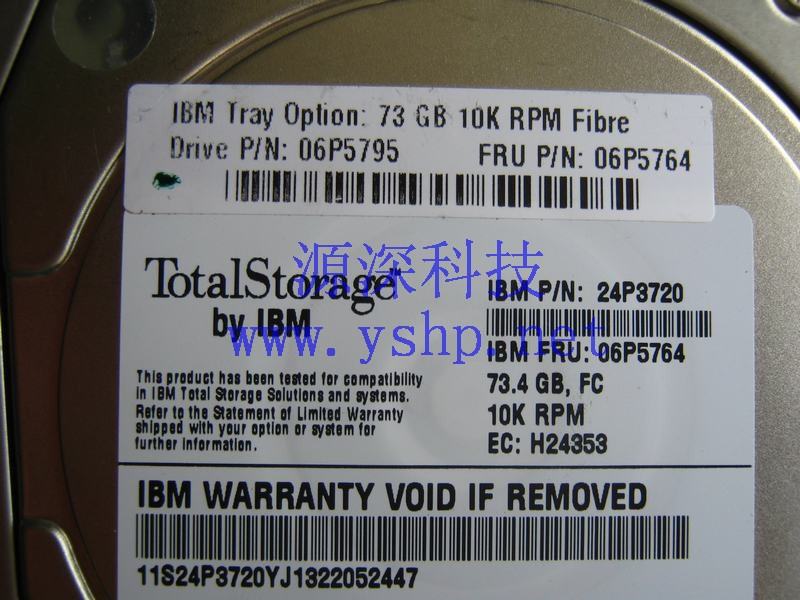 IBM Tray Option: 73 GB 10K RPM Fibre
Drive P/N: 06P5795 FRU P/N: 06P5764
源深科技
www.yshp.net
TotalStorage
by IBM
This product has been tested for compatibility
in IBM Total Storage Solutions and systems.
Refer to the Statement of Limited Warranty
shipped with your option or system for
further information.
IBM P/N: 24P3720
IBM FRU: 06P5764
73.4 GB, FC
10K RPM
EC: H24353
IBM WARRANTY VOID IF REMOVED
11S24P3720YJ1322052447